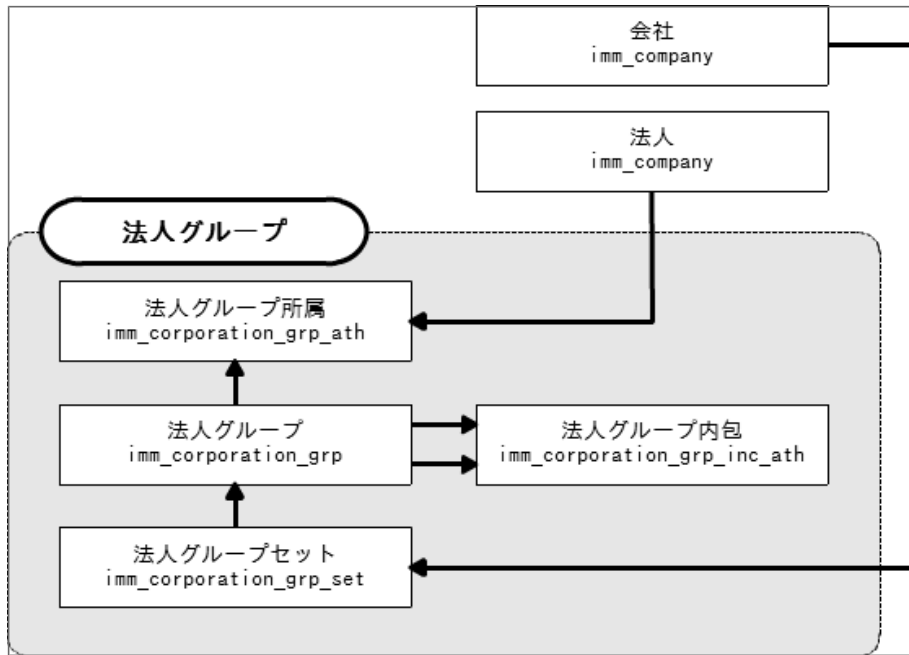 会社
imm_company
法人
imm_company
法人グループ
法人グループ所属
imm_corporation_grp_ath
法人グループ
imm_corporation_grp
法人グループ内包
imm_corporation_grp_inc_ath
法人グループセット
imm_corporation_grp_set